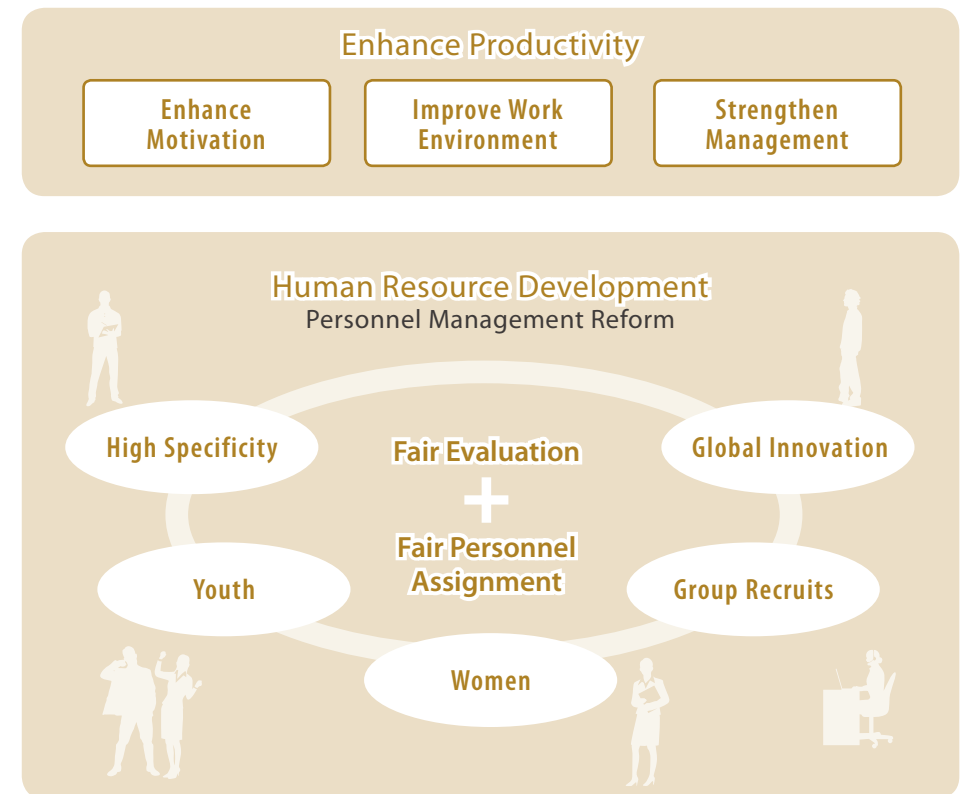 Enhance Productivity
Enhance
Motivation
Improve Work
Environment
Strengthen
Management
Human Resource Development
Personnel Management Reform
High Specificity
Fair Evaluation
+
Fair Personnel
Assignment
Global Innovation
Youth
Group Recruits
Women